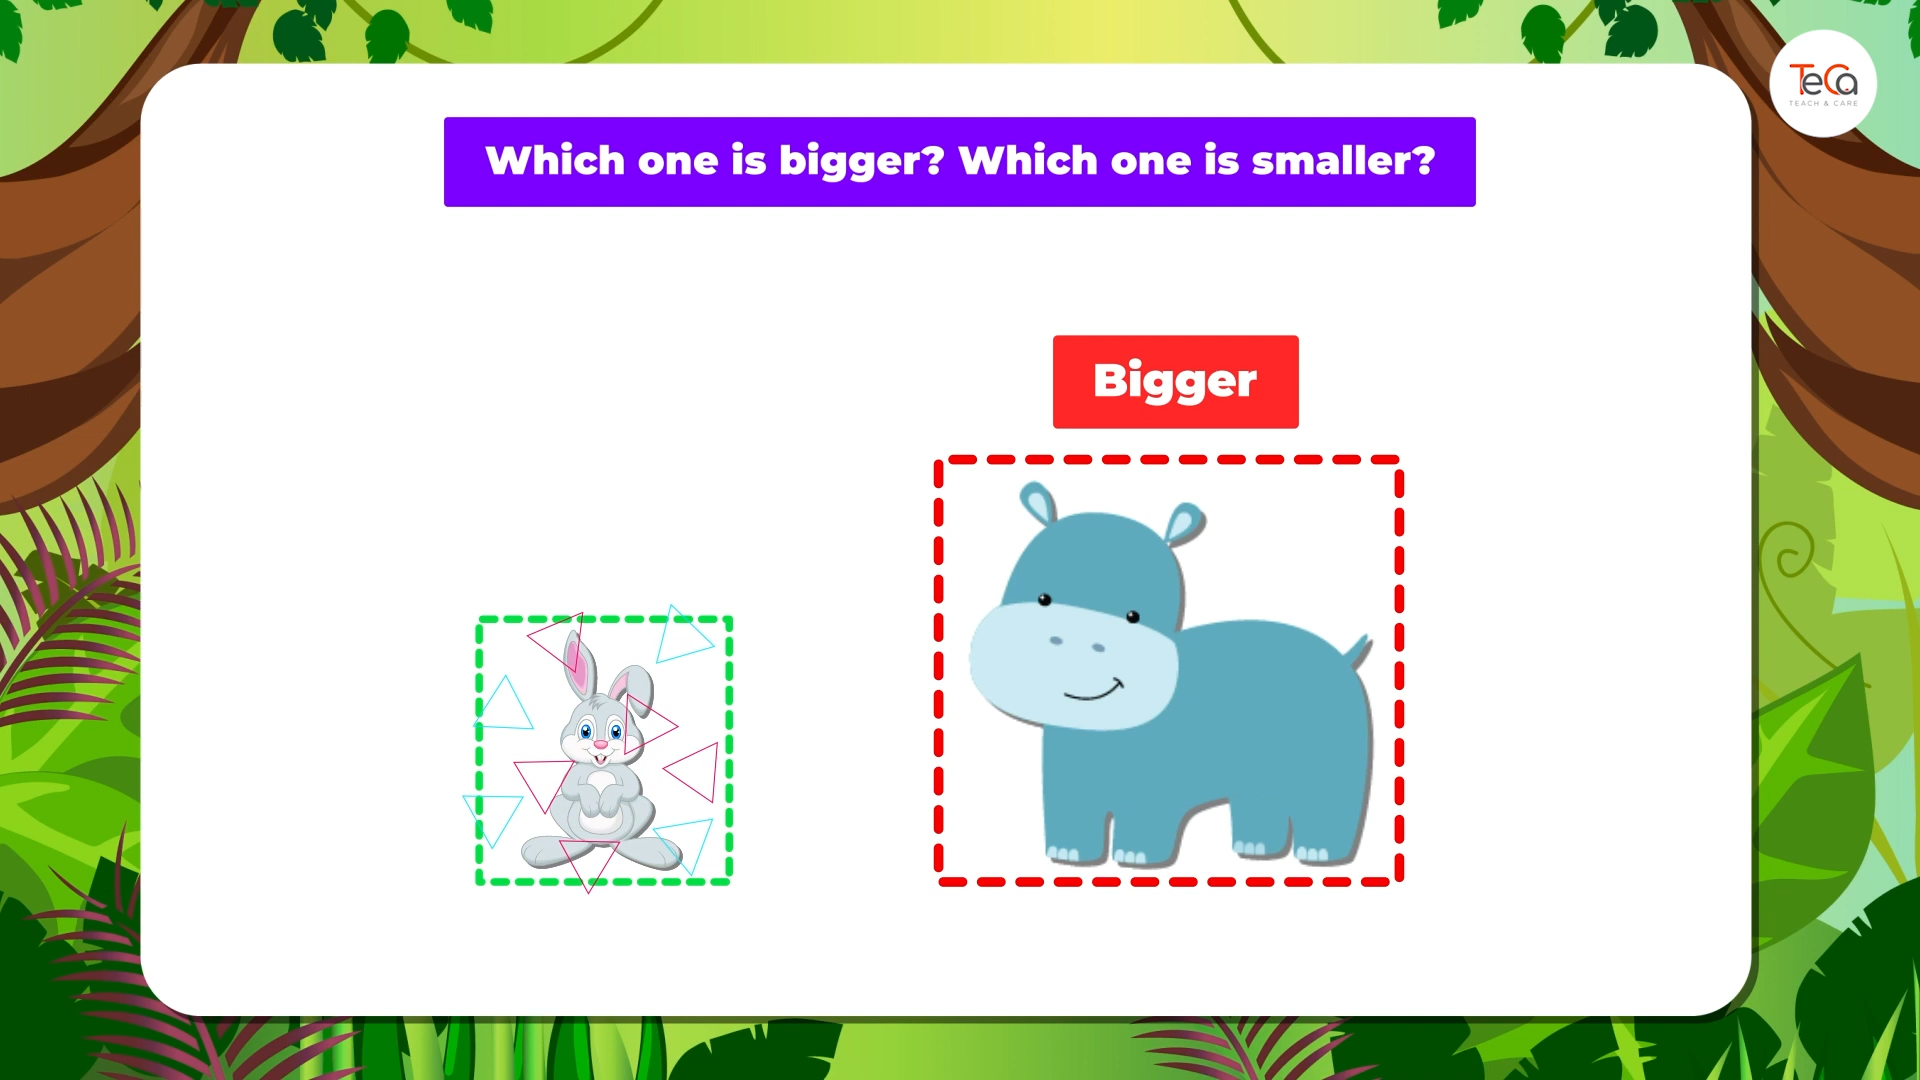 TeCa
TEACH & CARE
Which one is bigger? Which one is smaller?
Bigger